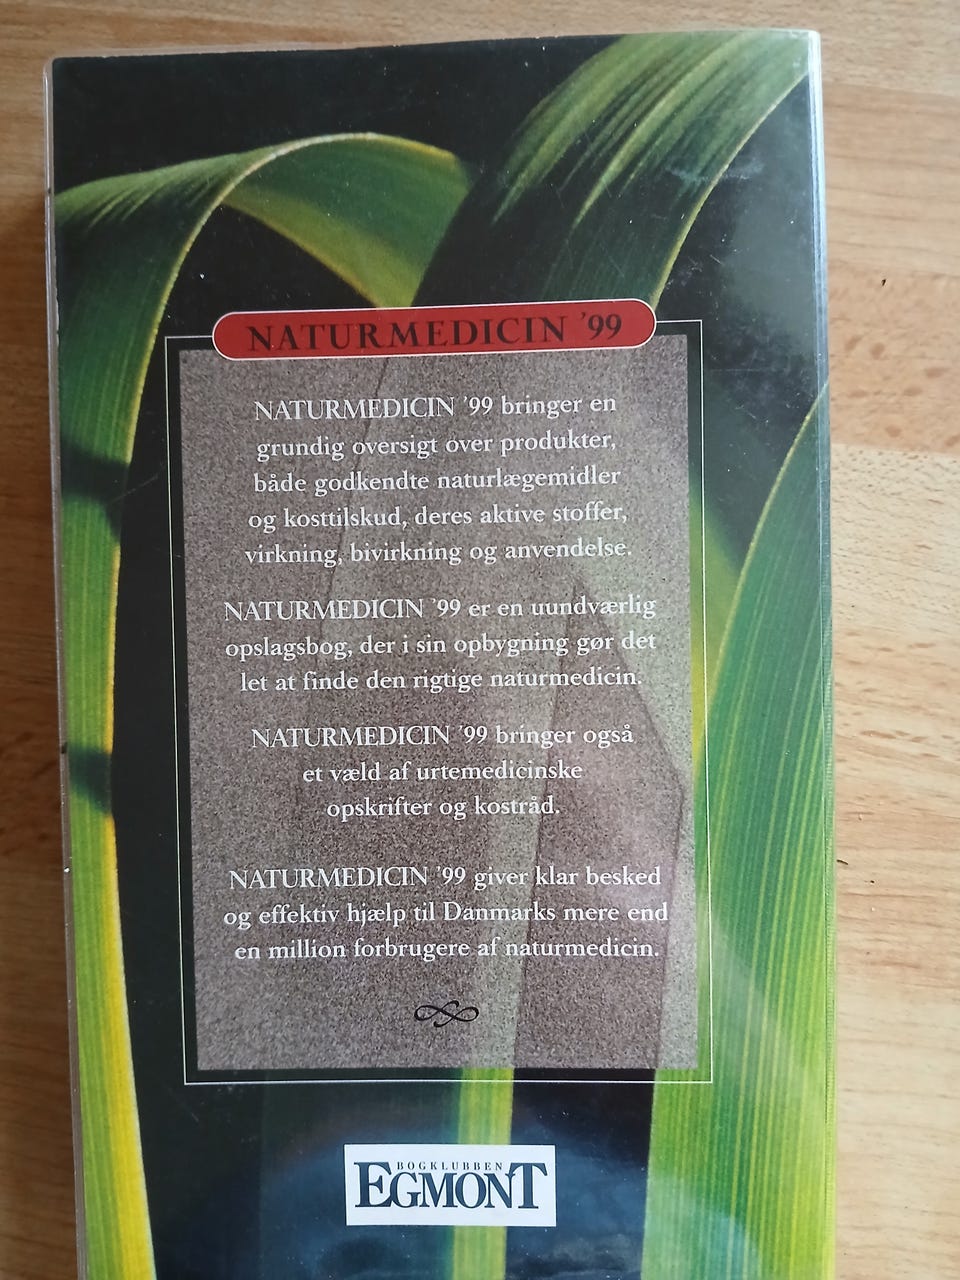 NATURMEDICIN ’99
NATURMEDICIN ’99 bringer en
grundig oversigt over produkter,
både godkendte naturlægemidler
og kosttilskud, deres aktive stoffer,
virkning, bivirkning og anvendelse.
NATURMEDICIN ’99 er en uundværlig
opslagsbog, der i sin opbygning gør det
let at finde den rigtige naturmedicin.
NATURMEDICIN ’99 bringer også
et væld af urtemedicinske
opskrifter og kostråd.
NATURMEDICIN ’99 giver klar besked
og effektiv hjælp til Danmarks mere end
en million forbrugere af naturmedicin.
BOGKLUBBEN
EGMONT